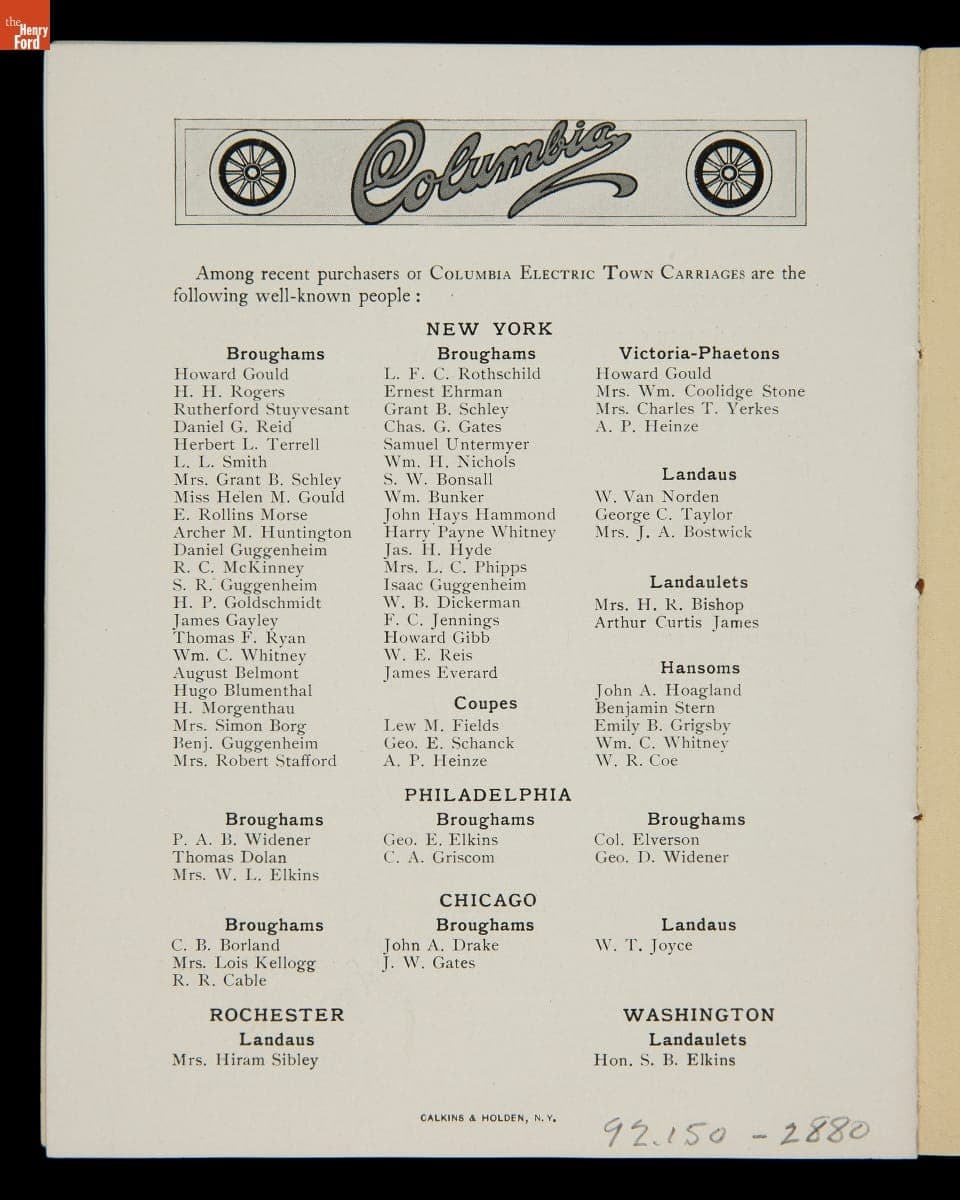 the
Henry
Ford
Columbia
Among recent purchasers of COLUMBIA ELECTRIC TOWN CARRIAGES are the
following well-known people :
NEW YORK
Broughams
Howard Gould
H. H. Rogers
Rutherford Stuyvesant
Daniel G. Reid
Herbert L. Terrell
L. L. Smith
Mrs. Grant B. Schley
Miss Helen M. Gould
E. Rollins Morse
Archer M. Huntington
Daniel Guggenheim
R. C. McKinney
S. R. Guggenheim
H. P. Goldschmidt
James Gayley
Thomas F. Ryan
Wm. C. Whitney
August Belmont
Hugo Blumenthal
H. Morgenthau
Mrs. Simon Borg
Benj. Guggenheim
Mrs. Robert Stafford
Broughams
L. F. C. Rothschild
Ernest Ehrman
Grant B. Schley
Chas. G. Gates
Samuel Untermyer
Wm. H. Nichols
S. W. Bonsall
Wm. Bunker
John Hays Hammond
Harry Payne Whitney
Jas. H. Hyde
Mrs. L. C. Phipps
Isaac Guggenheim
W. B. Dickerman
F. C. Jennings
Howard Gibb
W. E. Reis
James Everard
Coupes
Lew M. Fields
Geo. E. Schanck
A. P. Heinze
Victoria-Phaetons
Howard Gould
Mrs. Wm. Coolidge Stone
Mrs. Charles T. Yerkes
A. P. Heinze
Landaus
W. Van Norden
George C. Taylor
Mrs. J. A. Bostwick
Landaulets
Mrs. H. R. Bishop
Arthur Curtis James
Hansoms
John A. Hoagland
Benjamin Stern
Emily B. Grigsby
Wm. C. Whitney
W. R. Coe
PHILADELPHIA
Broughams
P. A. B. Widener
Thomas Dolan
Mrs. W. L. Elkins
Broughams
Geo. E. Elkins
C. A. Griscom
Broughams
Col. Elverson
Geo. D. Widener
CHICAGO
Broughams
C. B. Borland
Mrs. Lois Kellogg
R. R. Cable
Broughams
John A. Drake
J. W. Gates
Landaus
W. T. Joyce
ROCHESTER
Landaus
Mrs. Hiram Sibley
WASHINGTON
Landaulets
Hon. S. B. Elkins
CALKINS & HOLDEN, N. Y.
92.150 - 2880